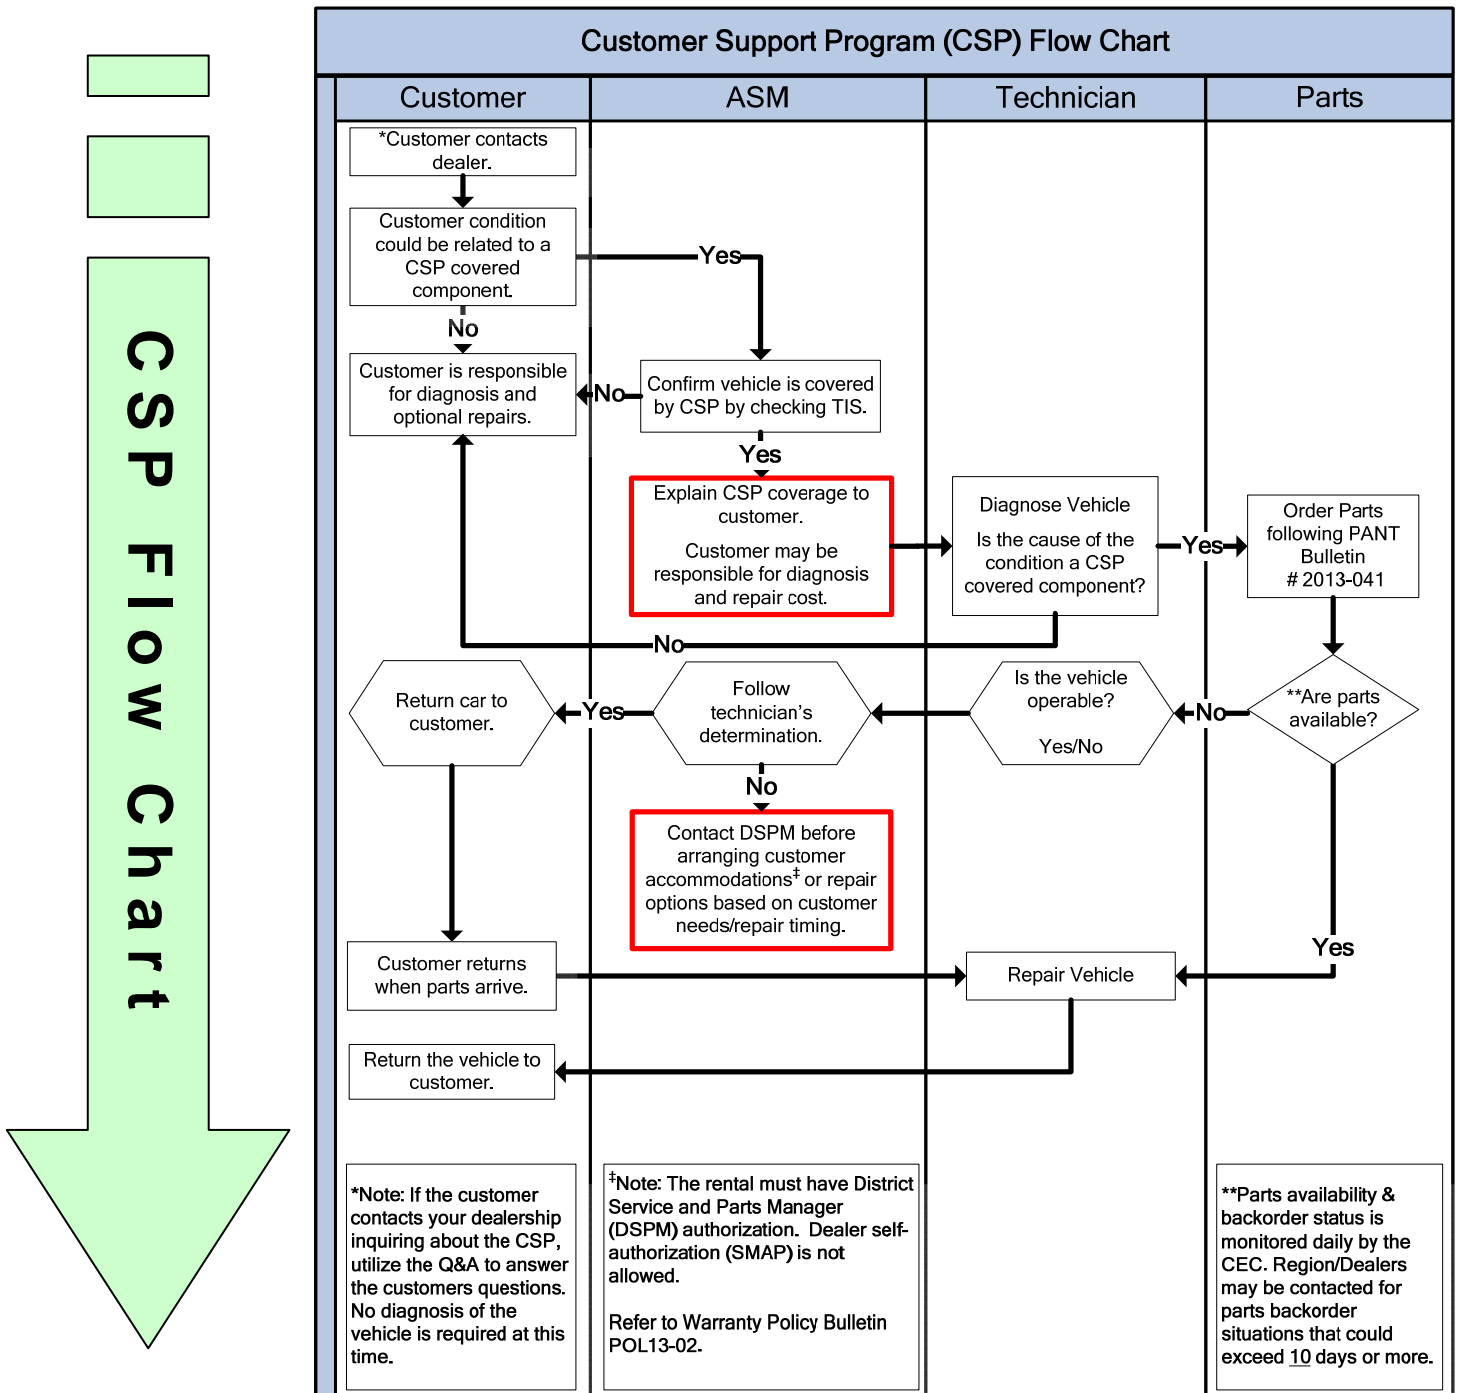 Customer Support Program (CSP) Flow Chart
Customer
ASM
Technician
Parts
CSP Flow Chart
*Customer contacts
dealer.
Customer condition
could be related to a
CSP covered
component.
Yes
No
Customer is responsible
for diagnosis and
optional repairs.
No
Confirm vehicle is covered
by CSP by checking TIS.
Yes
Explain CSP coverage to
customer.
Customer may be
responsible for diagnosis
and repair cost.
Diagnose Vehicle
Is the cause of the
condition a CSP
covered component?
Yes
Order Parts
following PANT
Bulletin
# 2013-041
No
Return car to
customer.
Yes
Follow
technician's
determination.
Is the vehicle
operable?
Yes/No
No
**Are parts
available?
No
Contact DSPM before
arranging customer
accommodations‡ or repair
options based on customer
needs/repair timing.
Yes
Customer returns
when parts arrive.
Repair Vehicle
Return the vehicle to
customer.
*Note: If the customer
contacts your dealership
inquiring about the CSP,
utilize the Q&A to answer
the customers questions.
No diagnosis of the
vehicle is required at this
time.
‡Note: The rental must have District
Service and Parts Manager
(DSPM) authorization. Dealer self-
authorization (SMAP) is not
allowed.
Refer to Warranty Policy Bulletin
POL13-02.
**Parts availability &
backorder status is
monitored daily by the
CEC. Region/Dealers
may be contacted for
parts backorder
situations that could
exceed 10 days or more.